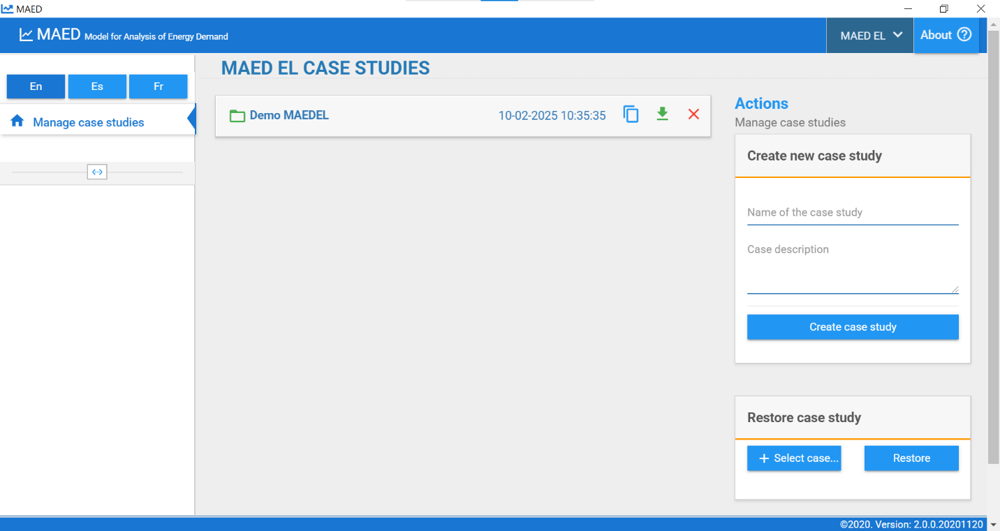 MAED
MAED Model for Analysis of Energy Demand
MAED EL
About
En
Es
Fr
Manage case studies
MAED EL CASE STUDIES
Demo MAEDEL
10-02-2025 10:35:35
Actions
Manage case studies
Create new case study
Name of the case study
Case description
Create case study
Restore case study
+ Select case...
Restore
©2020. Version: 2.0.0.20201120